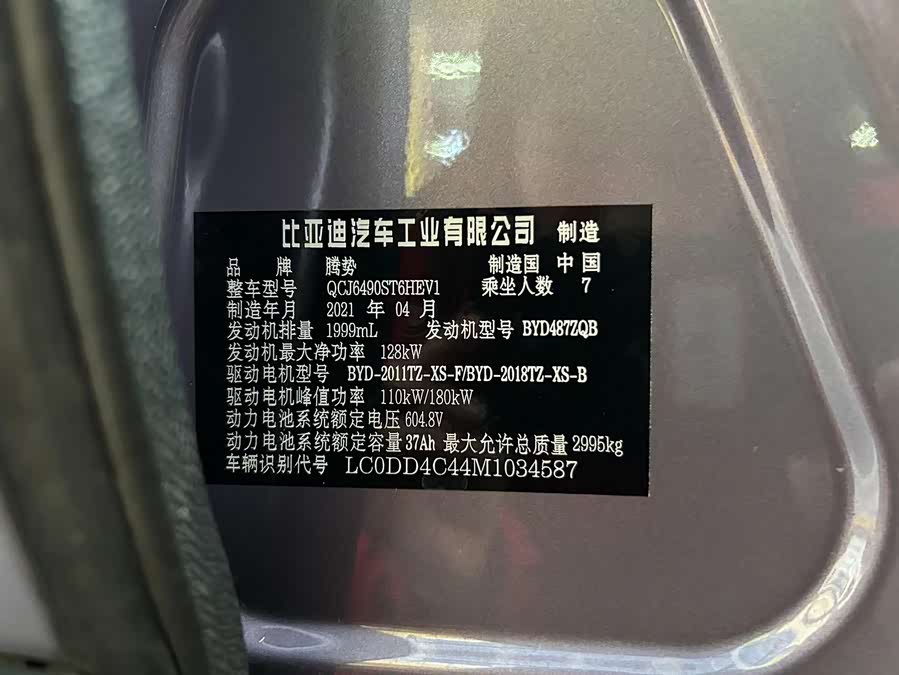 比亚迪汽车工业有限公司 制造
品 牌 腾势 制造国 中国
整车型号 QCJ6490ST6HEV1 乘坐人数 7
制造年月 2021 年 04 月
发动机排量 1999mL 发动机型号 BYD487ZQB
发动机最大净功率 128kW
驱动电机型号 BYD-2011TZ-XS-F/BYD-2018TZ-XS-B
驱动电机峰值功率 110kW/180kW
动力电池系统额定电压 604.8V
动力电池系统额定容量 37Ah 最大允许总质量 2995kg
车辆识别代号 LC0DD4C44M1034587